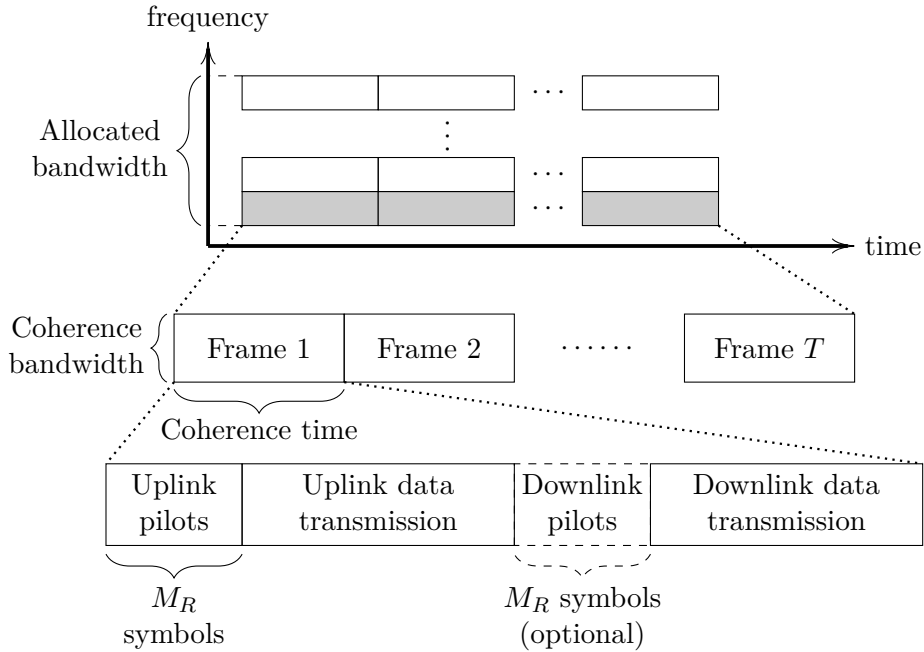 frequency
Allocated
bandwidth
· · ·
⋮
· · ·
· · ·
time
Coherence
bandwidth
Frame 1
Frame 2
· · · · · ·
Frame T
Coherence time
Uplink
pilots
Uplink data
transmission
Downlink
pilots
Downlink data
transmission
M_R
symbols
M_R symbols
(optional)